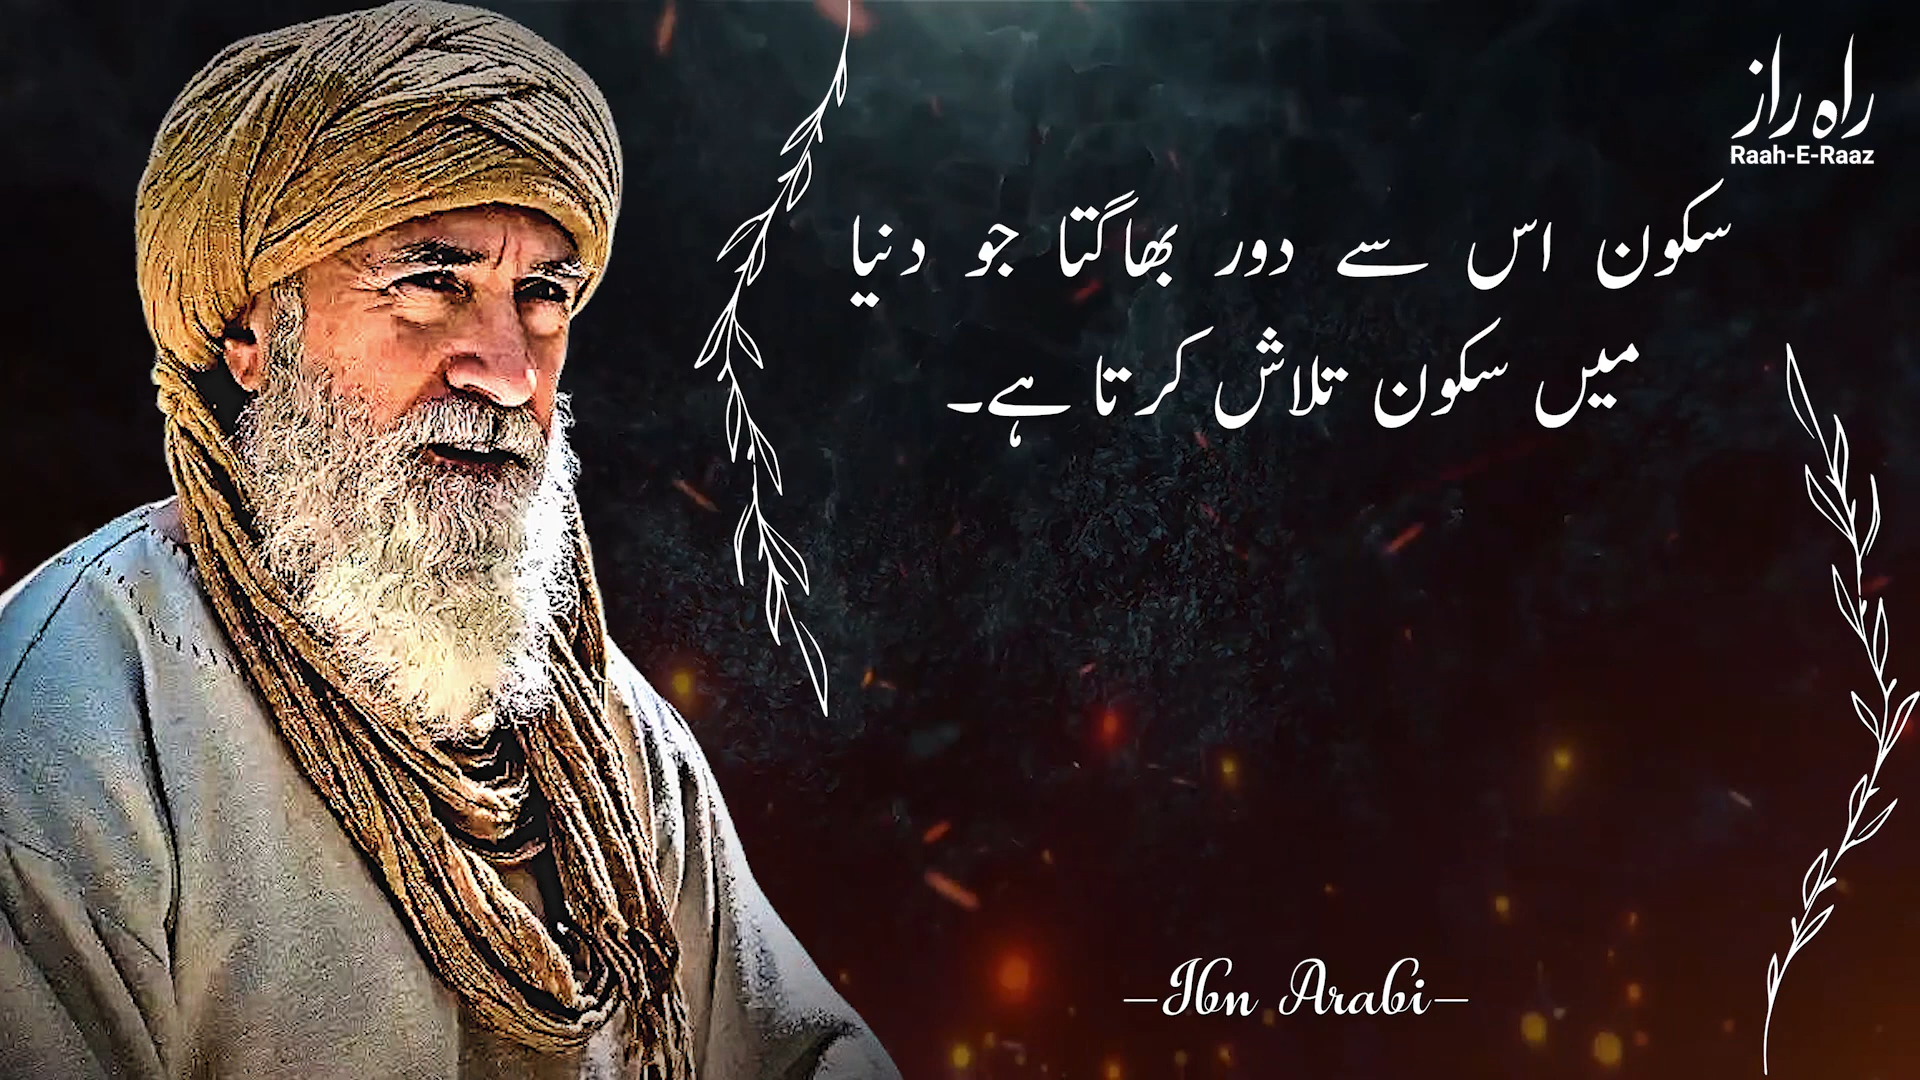 راہ راز
Raah-E-Raaz
سکون اس سے دور بھاگتا جو دنیا
میں سکون تلاش کرتا ہے۔
–Ibn Arabi–